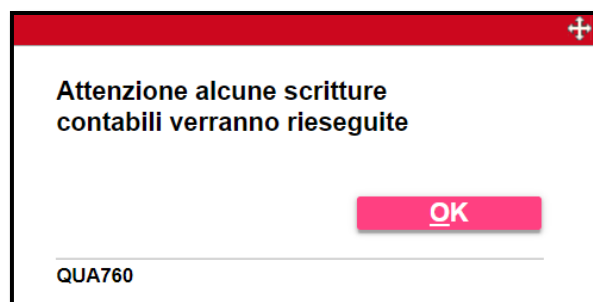 Attenzione alcune scritture
contabili verranno rieseguite
OK
QUA760